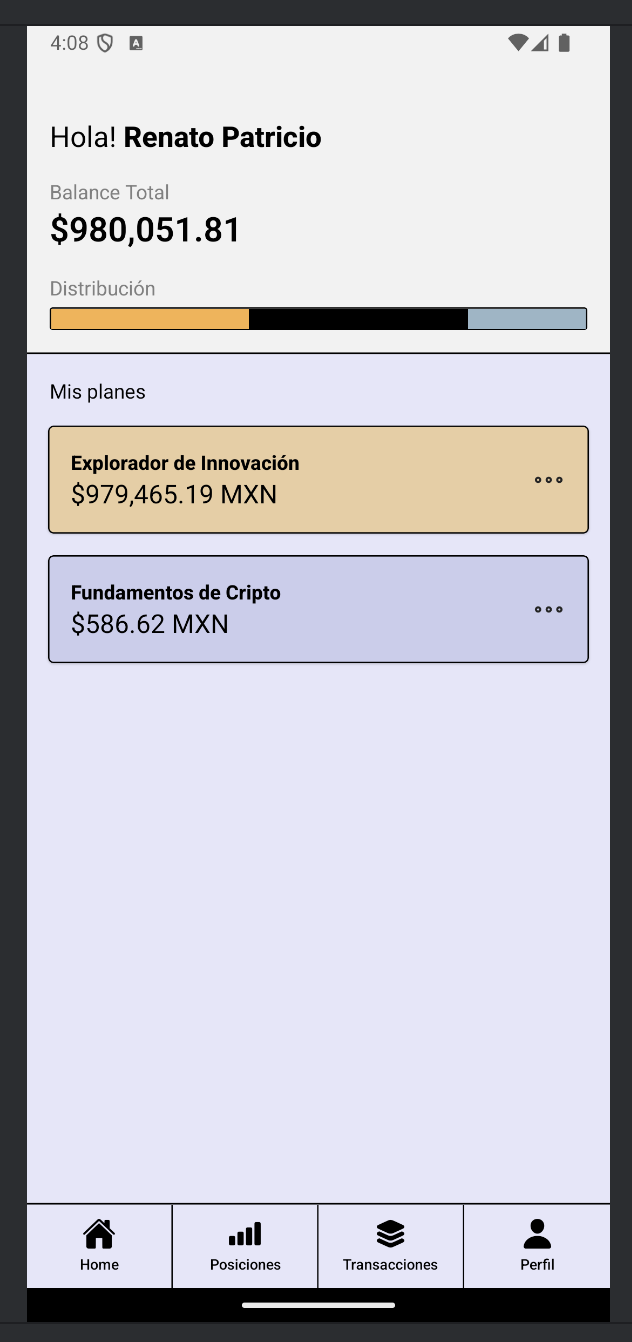 4:08
Hola! Renato Patricio
Balance Total
$980,051.81
Distribución
Mis planes
Explorador de Innovación
$979,465.19 MXN
Fundamentos de Cripto
$586.62 MXN
Home
Posiciones
Transacciones
Perfil